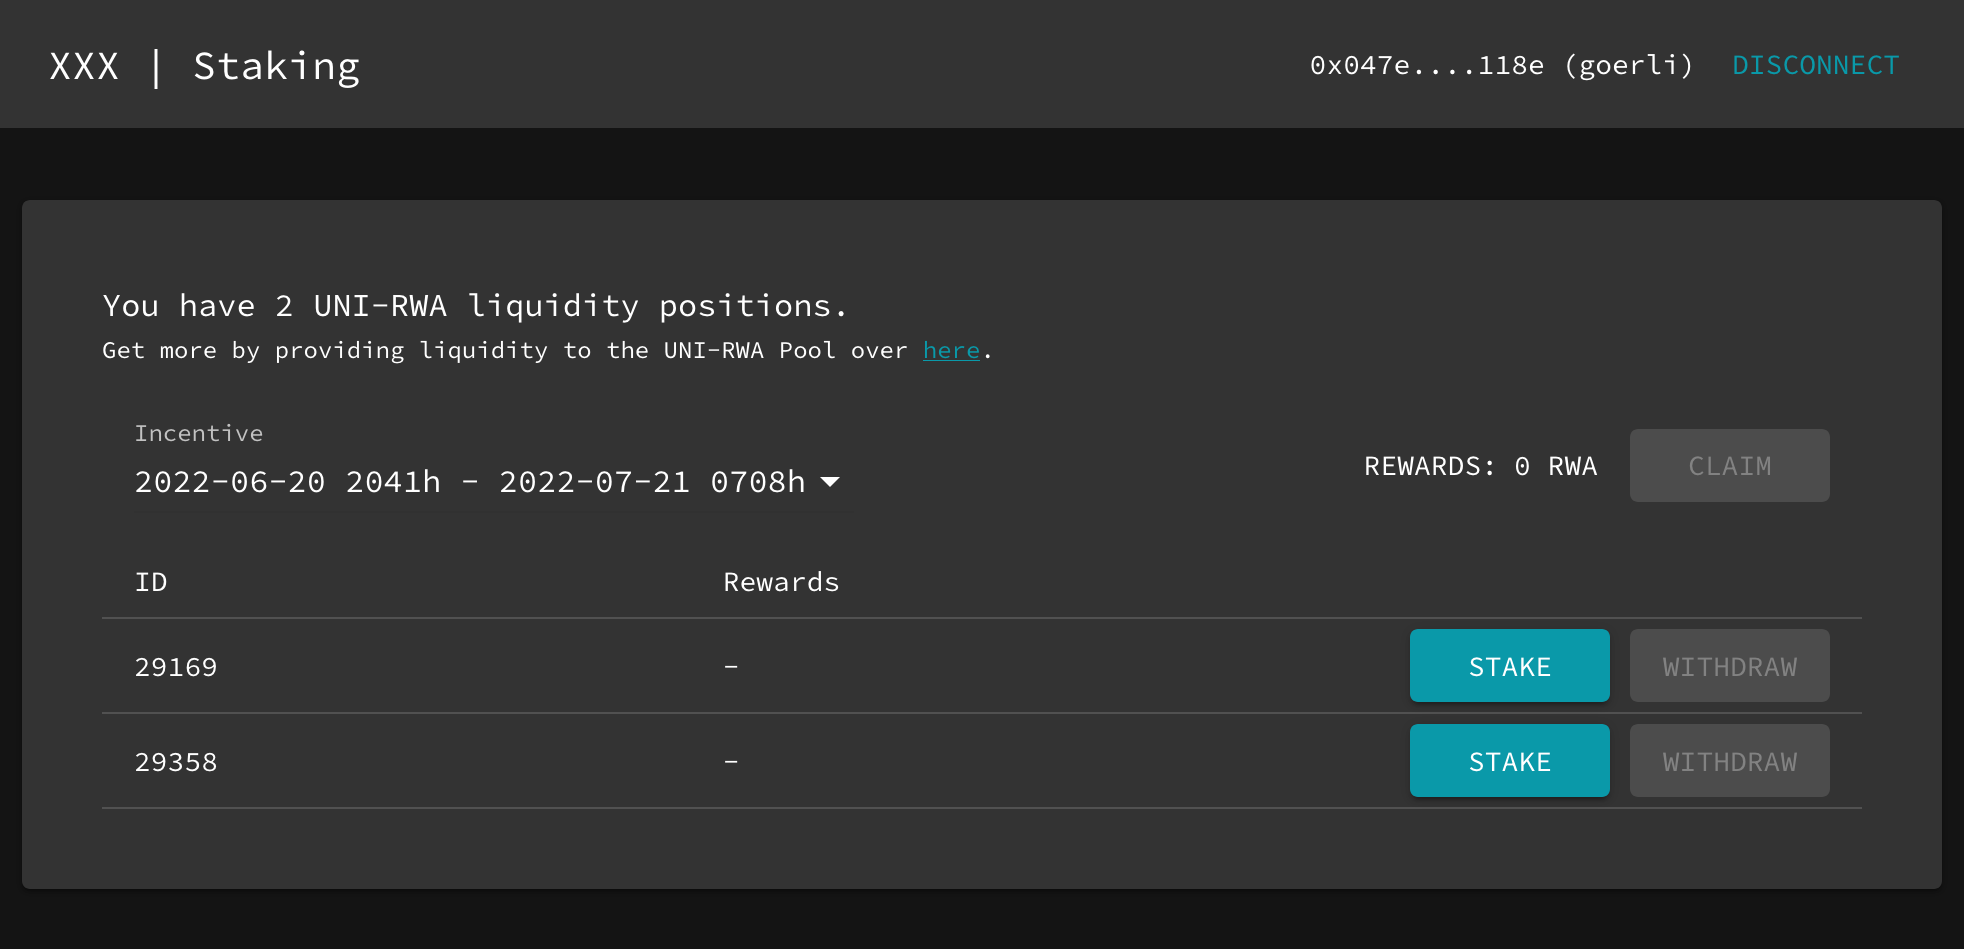 XXX | Staking
0x047e....118e (goerli) DISCONNECT
You have 2 UNI-RWA liquidity positions.
Get more by providing liquidity to the UNI-RWA Pool over here.
Incentive
2022-06-20 2041h - 2022-07-21 0708h
REWARDS: 0 RWA CLAIM
ID Rewards
29169 - STAKE WITHDRAW
29358 - STAKE WITHDRAW